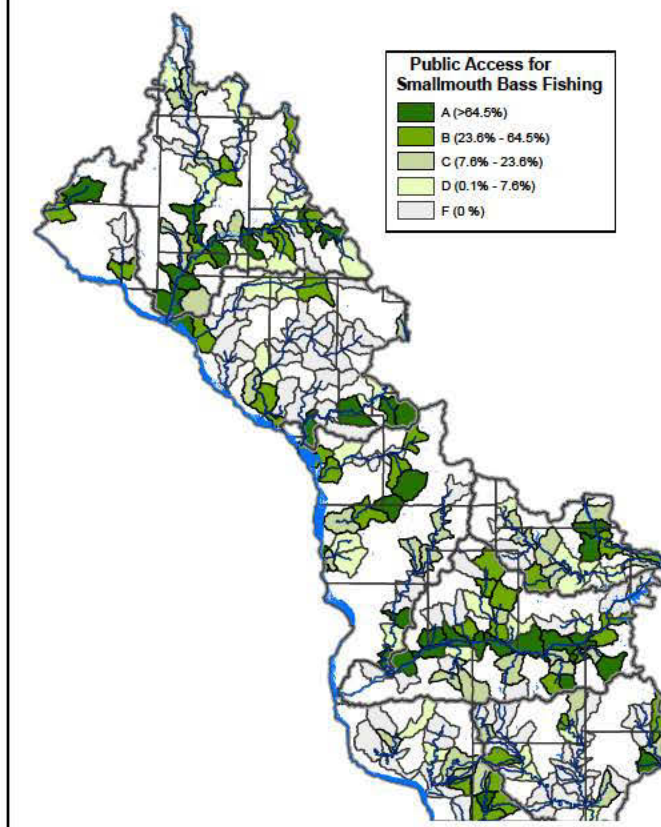 Public Access for
Smallmouth Bass Fishing
A (>64.5%)
B (23.6% - 64.5%)
C (7.6% - 23.6%)
D (0.1% - 7.6%)
F (0 %)